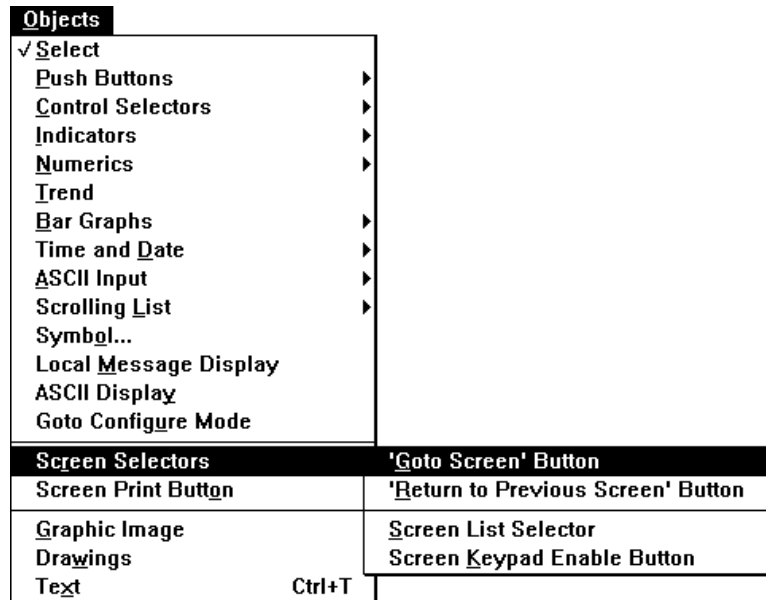 Objects
✓ Select
Push Buttons
Control Selectors
Indicators
Numerics
Trend
Bar Graphs
Time and Date
ASCII Input
Scrolling List
Symbol...
Local Message Display
ASCII Display
Goto Configure Mode
Screen Selectors
Screen Print Button
Graphic Image
Drawings
Text Ctrl+T
'Goto Screen' Button
'Return to Previous Screen' Button
Screen List Selector
Screen Keypad Enable Button